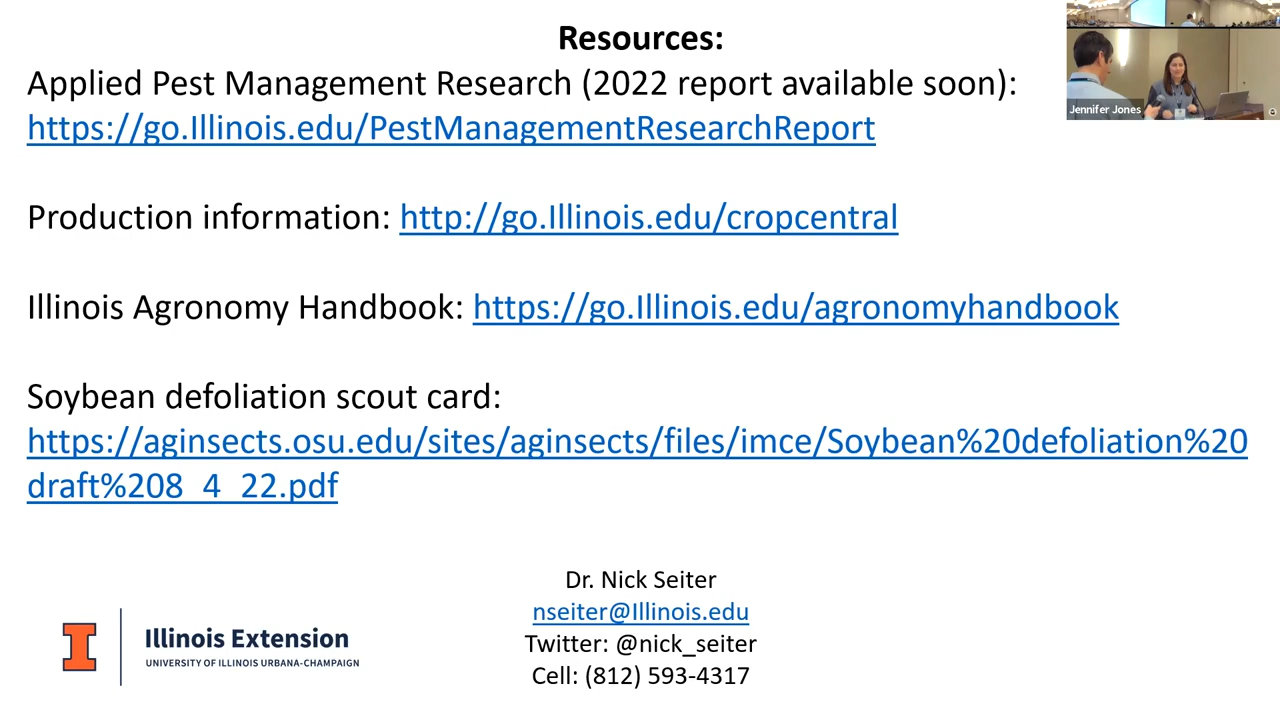 Resources:
Applied Pest Management Research (2022 report available soon):
https://go.Illinois.edu/PestManagementResearchReport
Jennifer Jones
Production information: http://go.Illinois.edu/cropcentral
Illinois Agronomy Handbook: https://go.Illinois.edu/agronomyhandbook
Soybean defoliation scout card:
https://aginsects.osu.edu/sites/aginsects/files/imce/Soybean%20defoliation%20
draft%208_4_22.pdf
Dr. Nick Seiter
nseiter@Illinois.edu
Twitter: @nick_seiter
Cell: (812) 593-4317
I
Illinois Extension
UNIVERSITY OF ILLINOIS URBANA-CHAMPAIGN